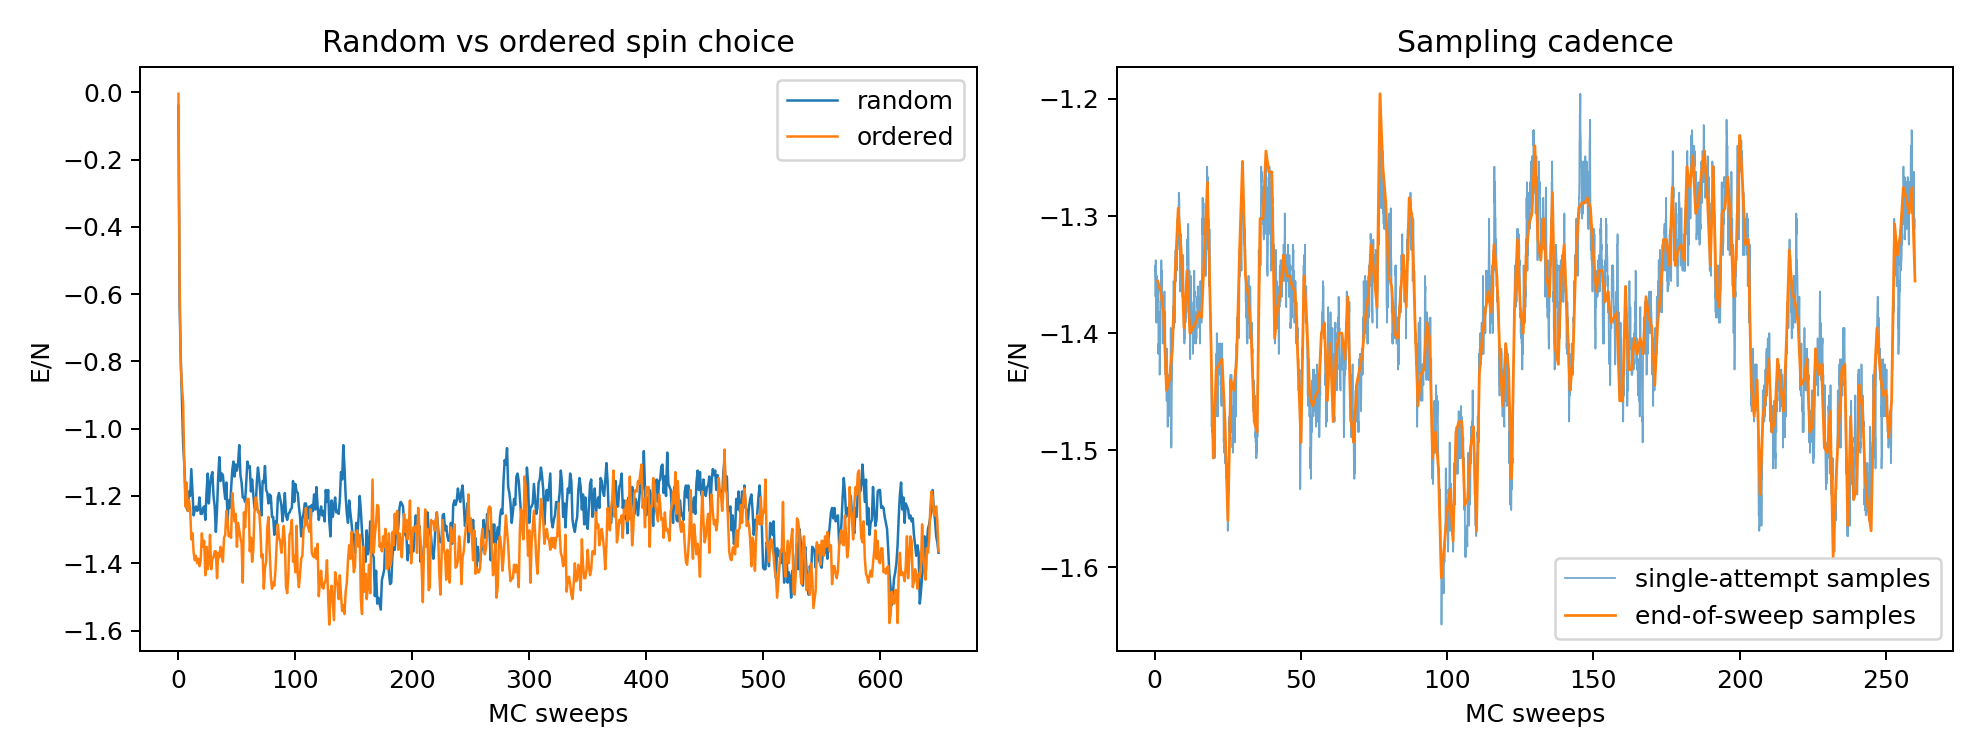 Random vs ordered spin choice
E/N
0.0
−0.2
−0.4
−0.6
−0.8
−1.0
−1.2
−1.4
−1.6
random
ordered
0 100 200 300 400 500 600
MC sweeps
Sampling cadence
E/N
−1.2
−1.3
−1.4
−1.5
−1.6
single-attempt samples
end-of-sweep samples
0 50 100 150 200 250
MC sweeps